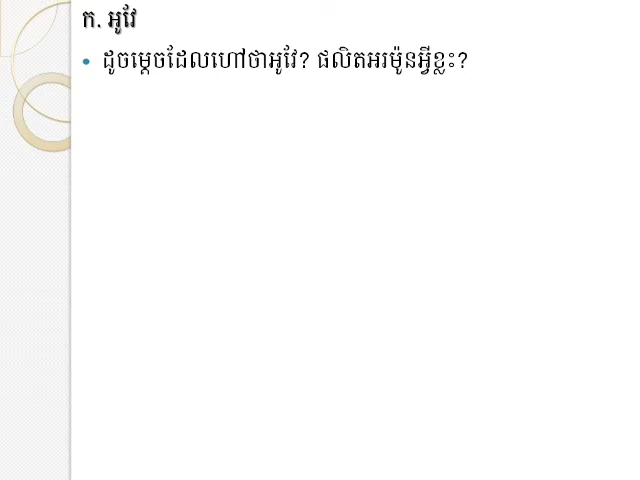 ក. អូវែ
• ដូចម្ដេចដែលហៅថាអូវែ? ផលិតអរម៉ូនអ្វីខ្លះ?